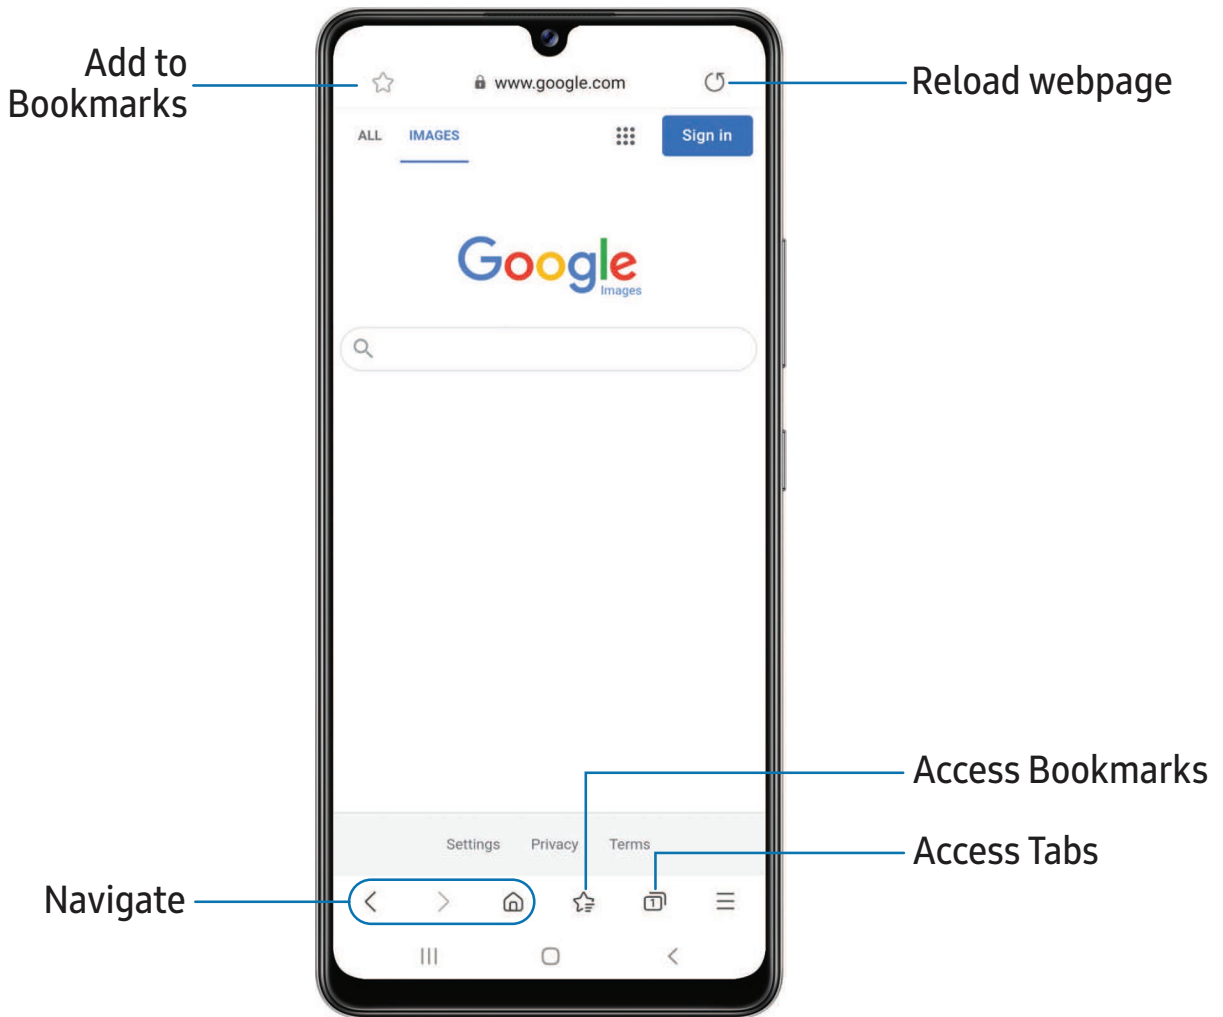 Add to
Bookmarks
www.google.com
Reload webpage
ALL IMAGES
Sign in
Google
Images
Access Bookmarks
Settings Privacy Terms
Access Tabs
Navigate
1